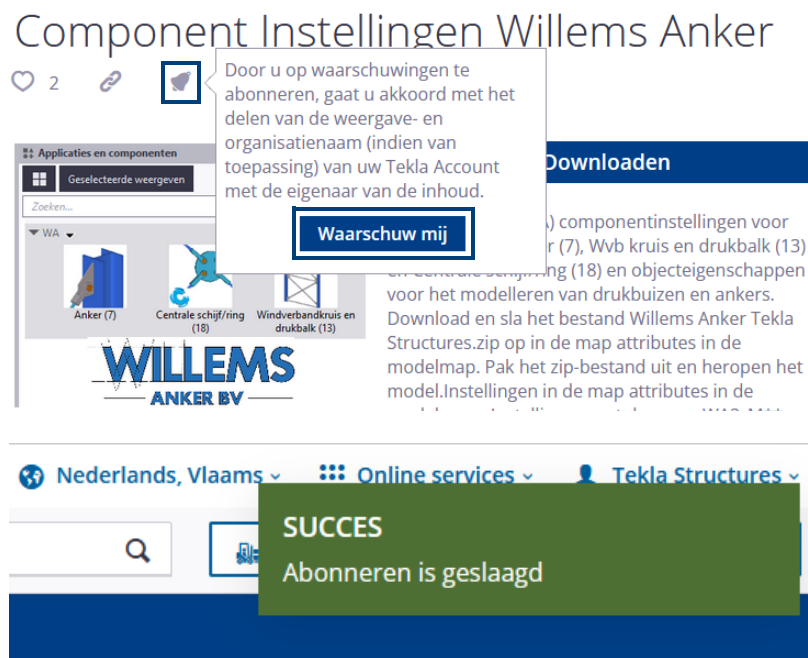 Component Instellingen Willems Anker
2
Door u op waarschuwingen te
abonneren, gaat u akkoord met het
delen van de weergave- en
organisatienaam (indien van
toepassing) van uw Tekla Account
met de eigenaar van de inhoud.
Waarschuw mij
Applicaties en componenten
Geselecteerde weergeven
Zoeken...
WA
Anker (7)
Centrale schijf/ring
(18)
Windverbandkruis en
drukbalk (13)
WILLEMS
ANKER BV
Downloaden
) componentinstellingen voor
r (7), Wvb kruis en drukbalk (13)
(18) en objecteigenschappen
voor het modelleren van drukbuizen en ankers.
Download en sla het bestand Willems Anker Tekla
Structures.zip op in de map attributes in de
modelmap. Pak het zip-bestand uit en heropen het
model.Instellingen in de map attributes in de
Nederlands, Vlaams
Online services
Tekla Structures
SUCCES
Abonneren is geslaagd